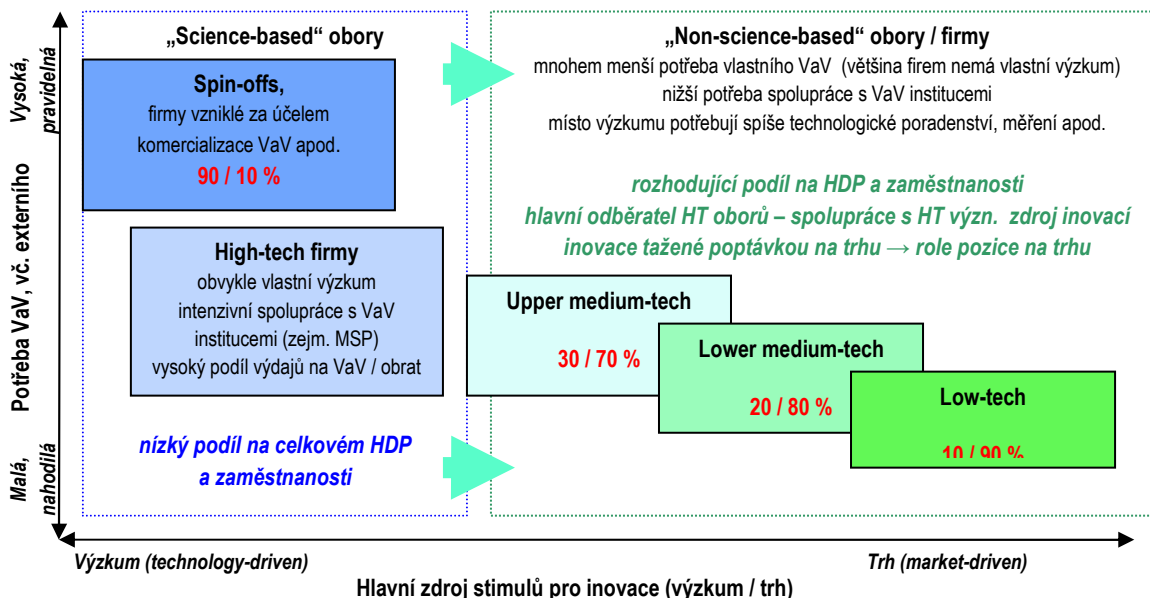 „Science-based“ obory
Spin-offs,
firmy vzniklé za účelem
komercializace VaV apod.
90 / 10 %
High-tech firmy
obvykle vlastní výzkum
intenzivní spolupráce s VaV
institucemi (zejm. MSP)
vysoký podíl výdajů na VaV / obrat
nízký podíl na celkovém HDP
a zaměstnanosti
„Non-science-based“ obory / firmy
mnohem menší potřeba vlastního VaV (většina firem nemá vlastní výzkum)
nižší potřeba spolupráce s VaV institucemi
místo výzkumu potřebují spíše technologické poradenství, měření apod.
rozhodující podíl na HDP a zaměstnanosti
hlavní odběratel HT oborů – spolupráce s HT význ. zdroj inovací
inovace tažené poptávkou na trhu → role pozice na trhu
Upper medium-tech
30 / 70 %
Lower medium-tech
20 / 80 %
Low-tech
10 / 90 %
Vysoká,
pravidelná
Potřeba VaV, vč. externího
Malá,
nahodilá
Výzkum (technology-driven)
Trh (market-driven)
Hlavní zdroj stimulů pro inovace (výzkum / trh)